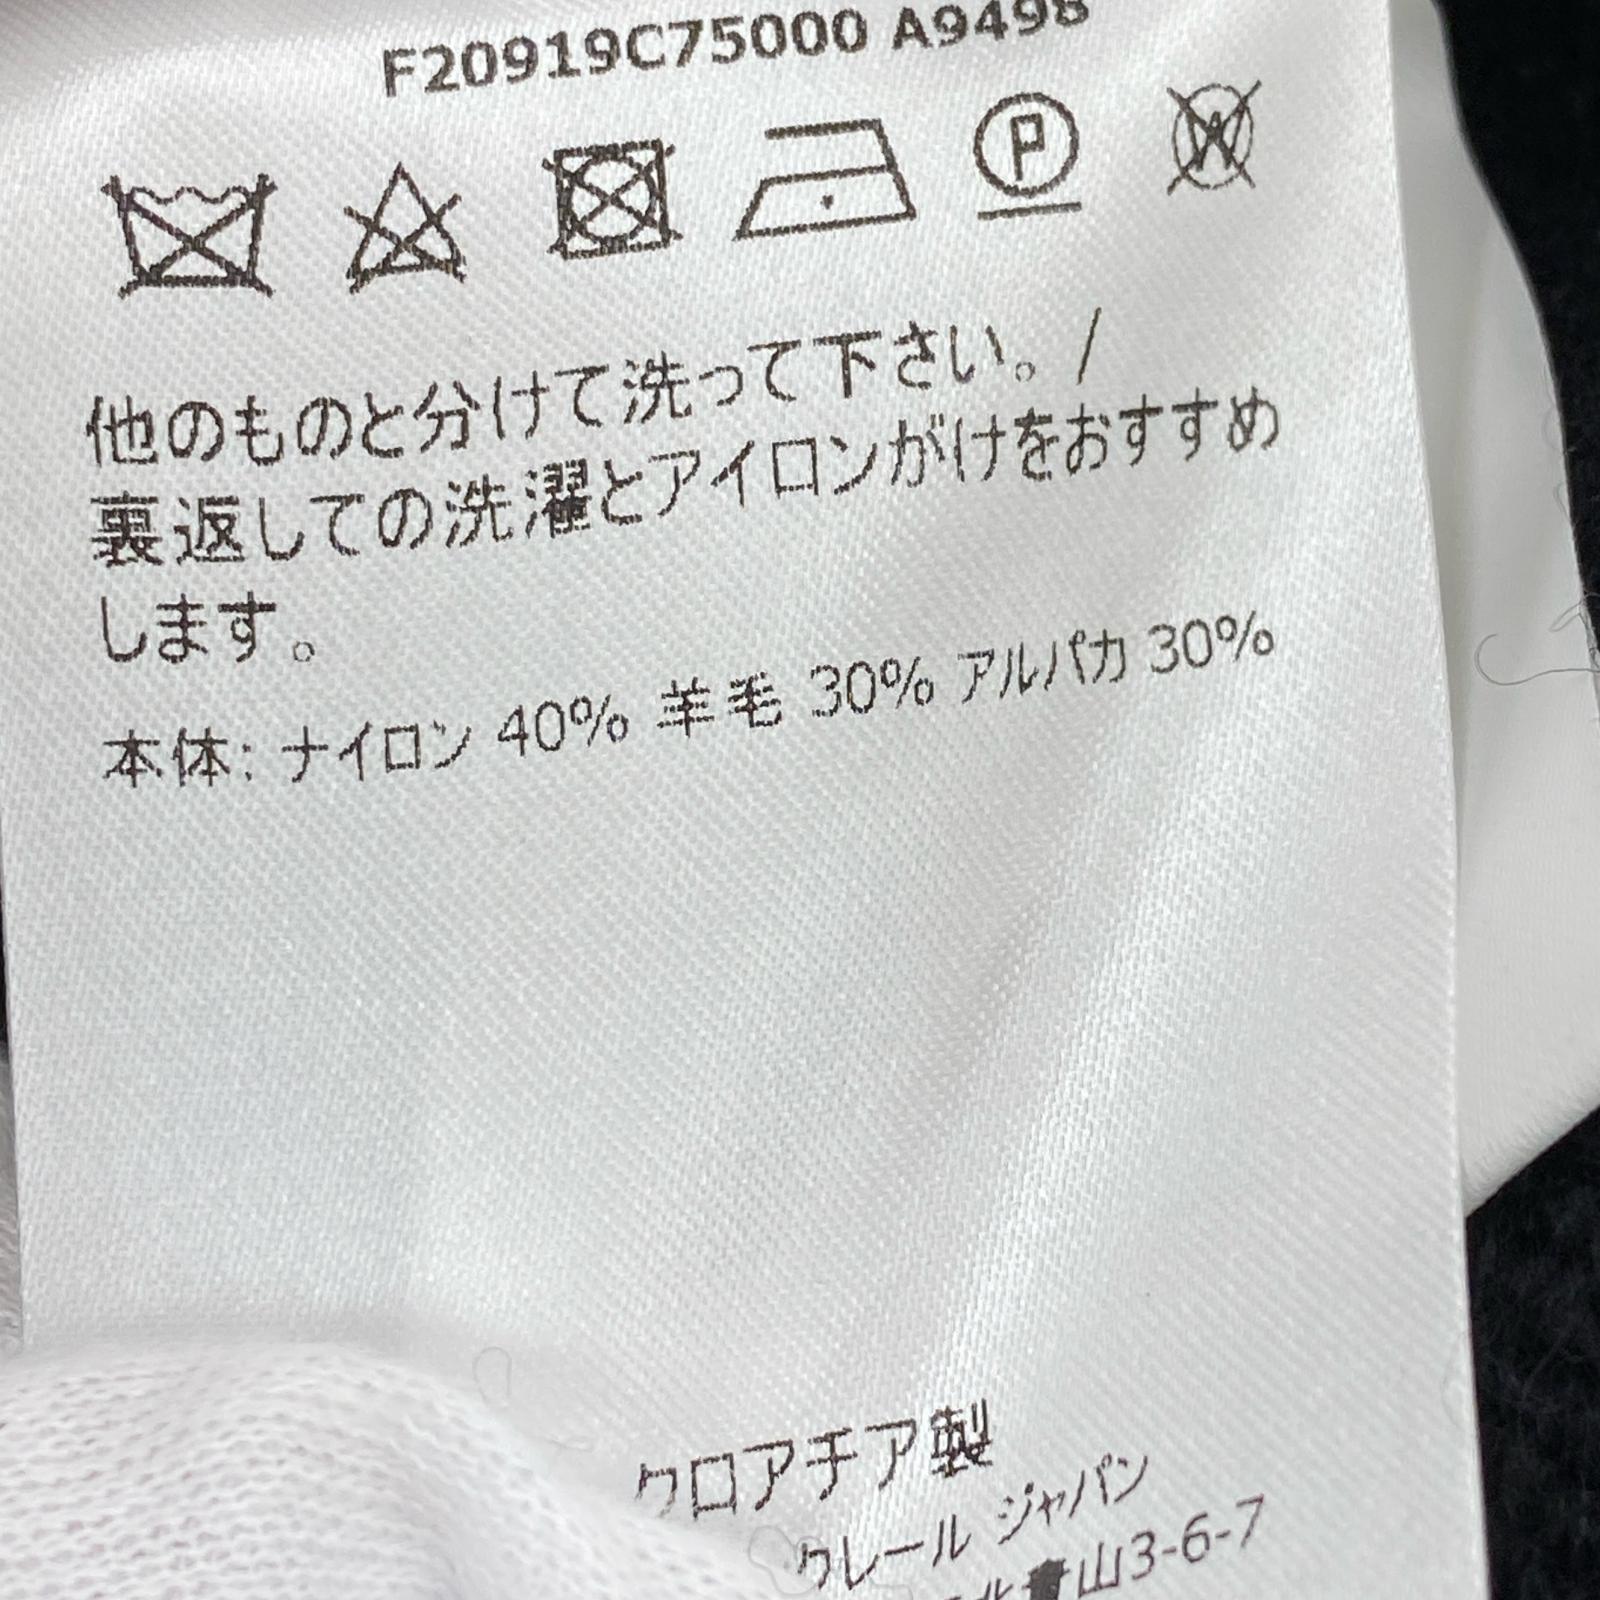 F20919C75000 A9498
P
W
他のものと分けて洗って下さい。/
裏返しての洗濯とアイロンがけをおすすめ
します。
本体: ナイロン 40% 羊毛 30% アルパカ 30%
クロアチア製
クレール ジャパン
北青山3-6-7